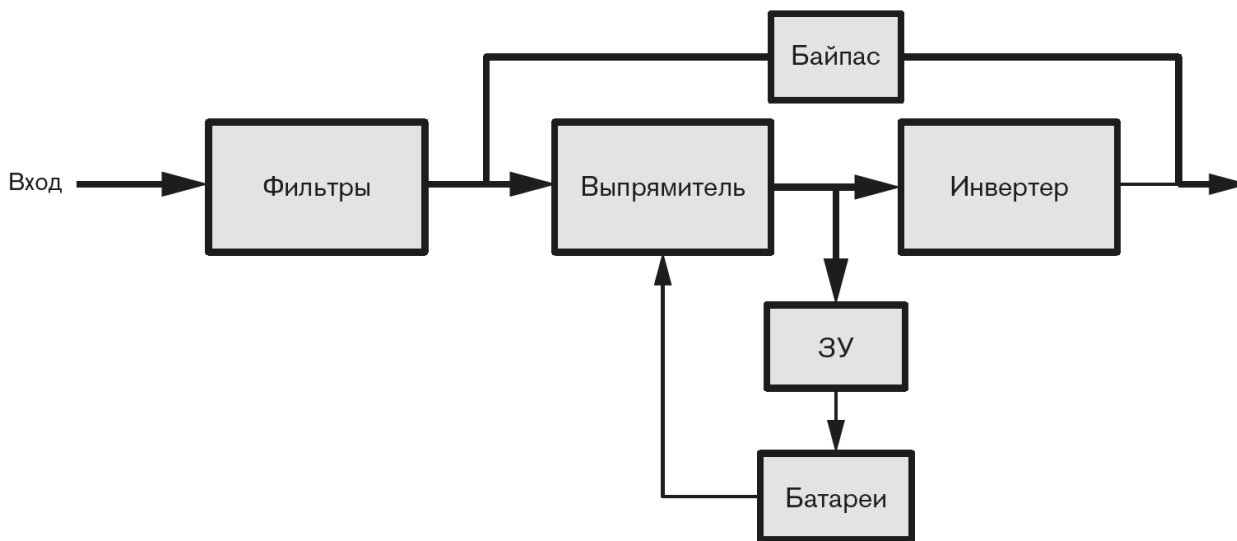 Байпас
Вход
Фильтры
Выпрямитель
Инвертер
ЗУ
Батареи